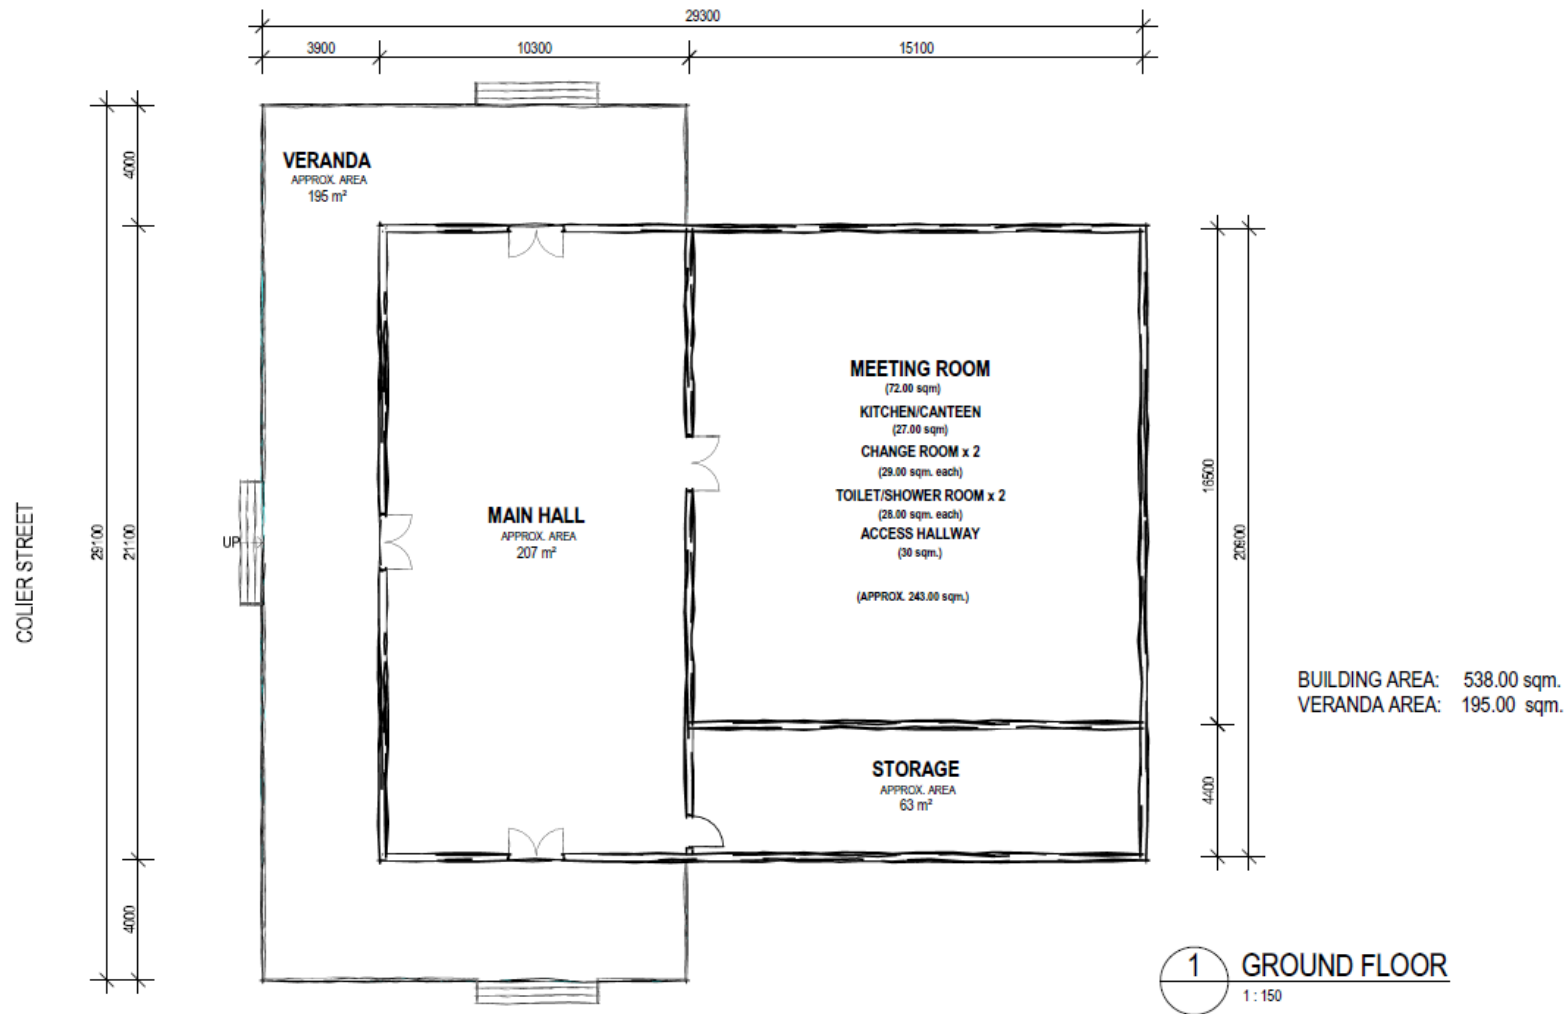 29300
3900
10300
15100
4000
VERANDA
APPROX. AREA
195 m²
MEETING ROOM
(72.00 sqm)
KITCHEN/CANTEEN
(27.00 sqm)
CHANGE ROOM x 2
(29.00 sqm. each)
TOILET/SHOWER ROOM x 2
(28.00 sqm. each)
ACCESS HALLWAY
(30 sqm.)
(APPROX. 243.00 sqm.)
16500
COLIER STREET
29100
21100
UP
MAIN HALL
APPROX. AREA
207 m²
20900
BUILDING AREA: 538.00 sqm.
VERANDA AREA: 195.00 sqm.
STORAGE
APPROX. AREA
63 m²
4400
4000
1 GROUND FLOOR
1 : 150